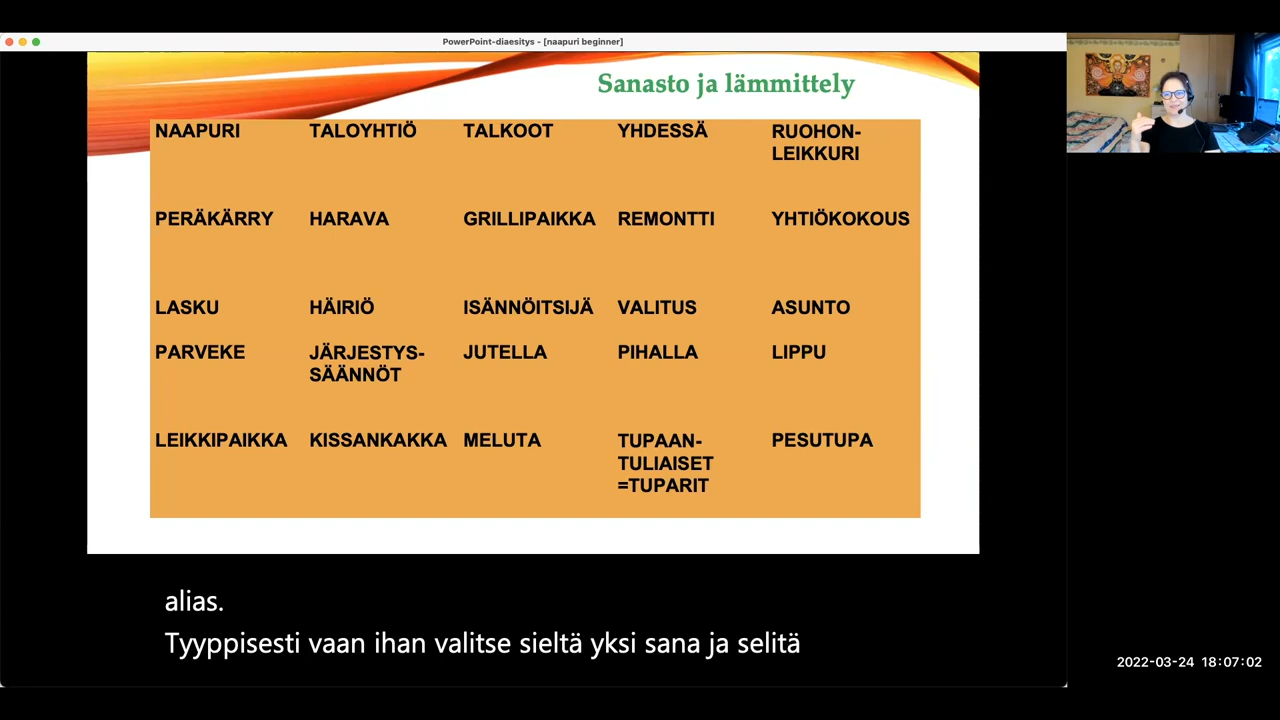 PowerPoint-diaesitys - [naapuri beginner]
Sanasto ja lämmittely
NAAPURI TALOYHTIÖ TALKOOT YHDESSÄ RUOHON-
LEIKKURI
PERÄKÄRRY HARAVA GRILLIPAIKKA REMONTTI YHTIÖKOKOUS
LASKU HÄIRIÖ ISÄNNÖITSIJÄ VALITUS ASUNTO
PARVEKE JÄRJESTYS- JUTELLA PIHALLA LIPPU
SÄÄNNÖT
LEIKKIPAIKKA KISSANKAKKA MELUTA TUPAAN- PESUTUPA
TULIAISET
=TUPARIT
alias.
Tyyppisesti vaan ihan valitse sieltä yksi sana ja selitä
2022-03-24 18:07:02